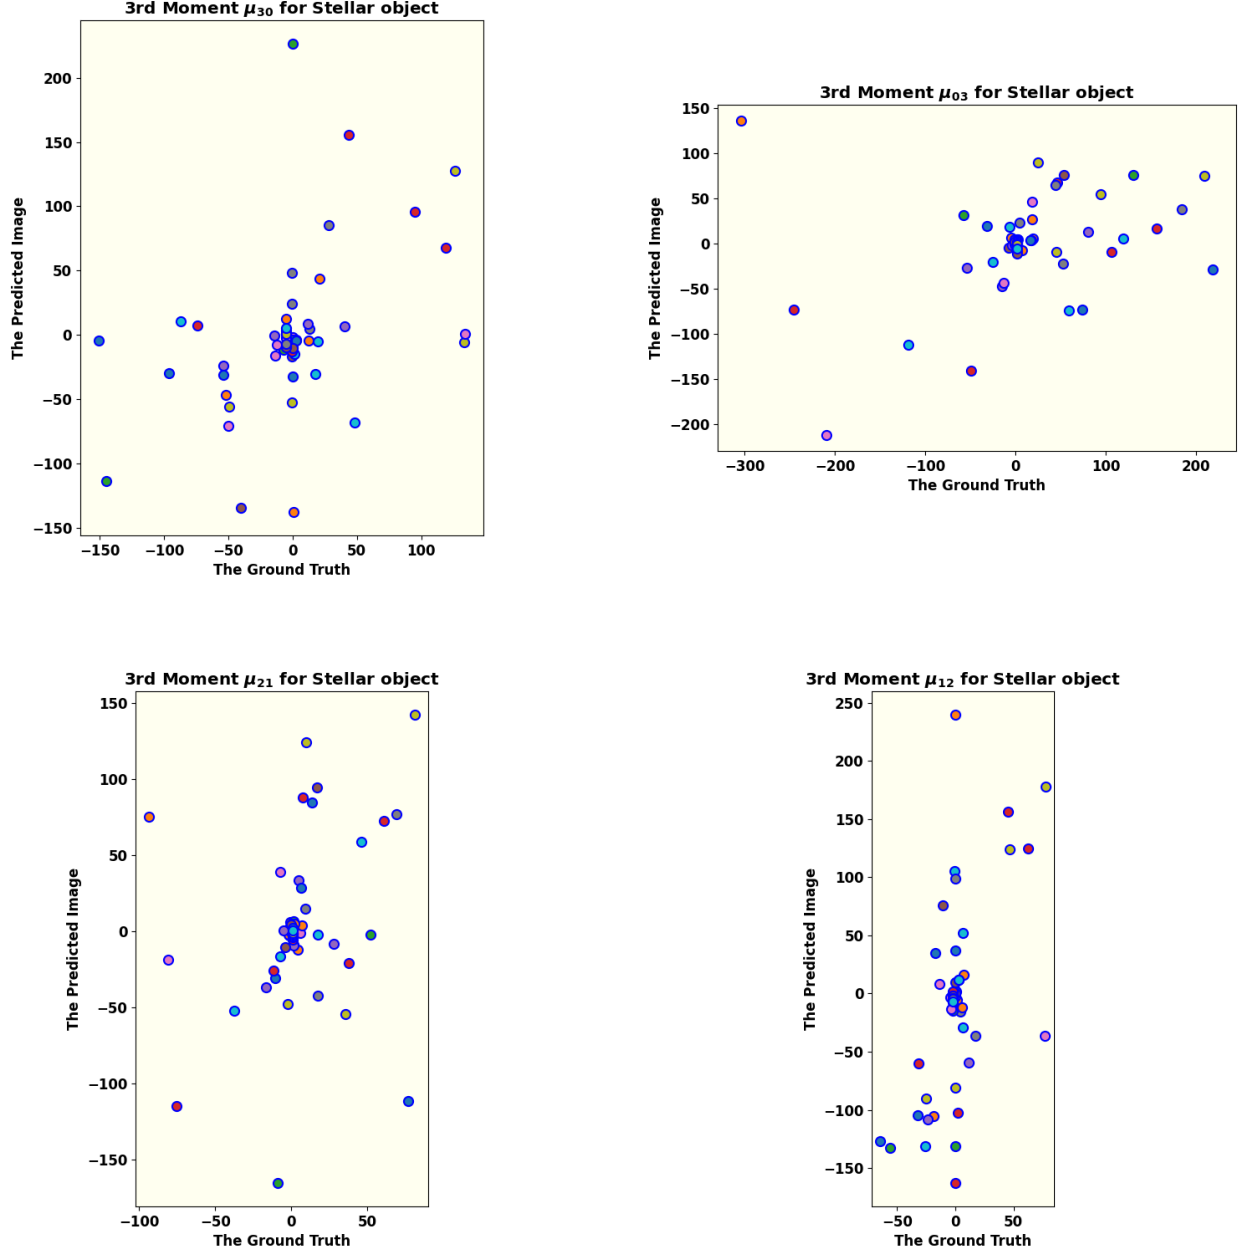 3rd Moment μ30 for Stellar object
200
150
100
50
0
−50
−100
−150
The Predicted Image
−150 −100 −50 0 50 100
The Ground Truth
3rd Moment μ03 for Stellar object
150
100
50
0
−50
−100
−150
−200
The Predicted Image
−300 −200 −100 0 100 200
The Ground Truth
3rd Moment μ21 for Stellar object
150
100
50
0
−50
−100
−150
The Predicted Image
−100 −50 0 50
The Ground Truth
3rd Moment μ12 for Stellar object
250
200
150
100
50
0
−50
−100
−150
The Predicted Image
−50 0 50
The Ground Truth